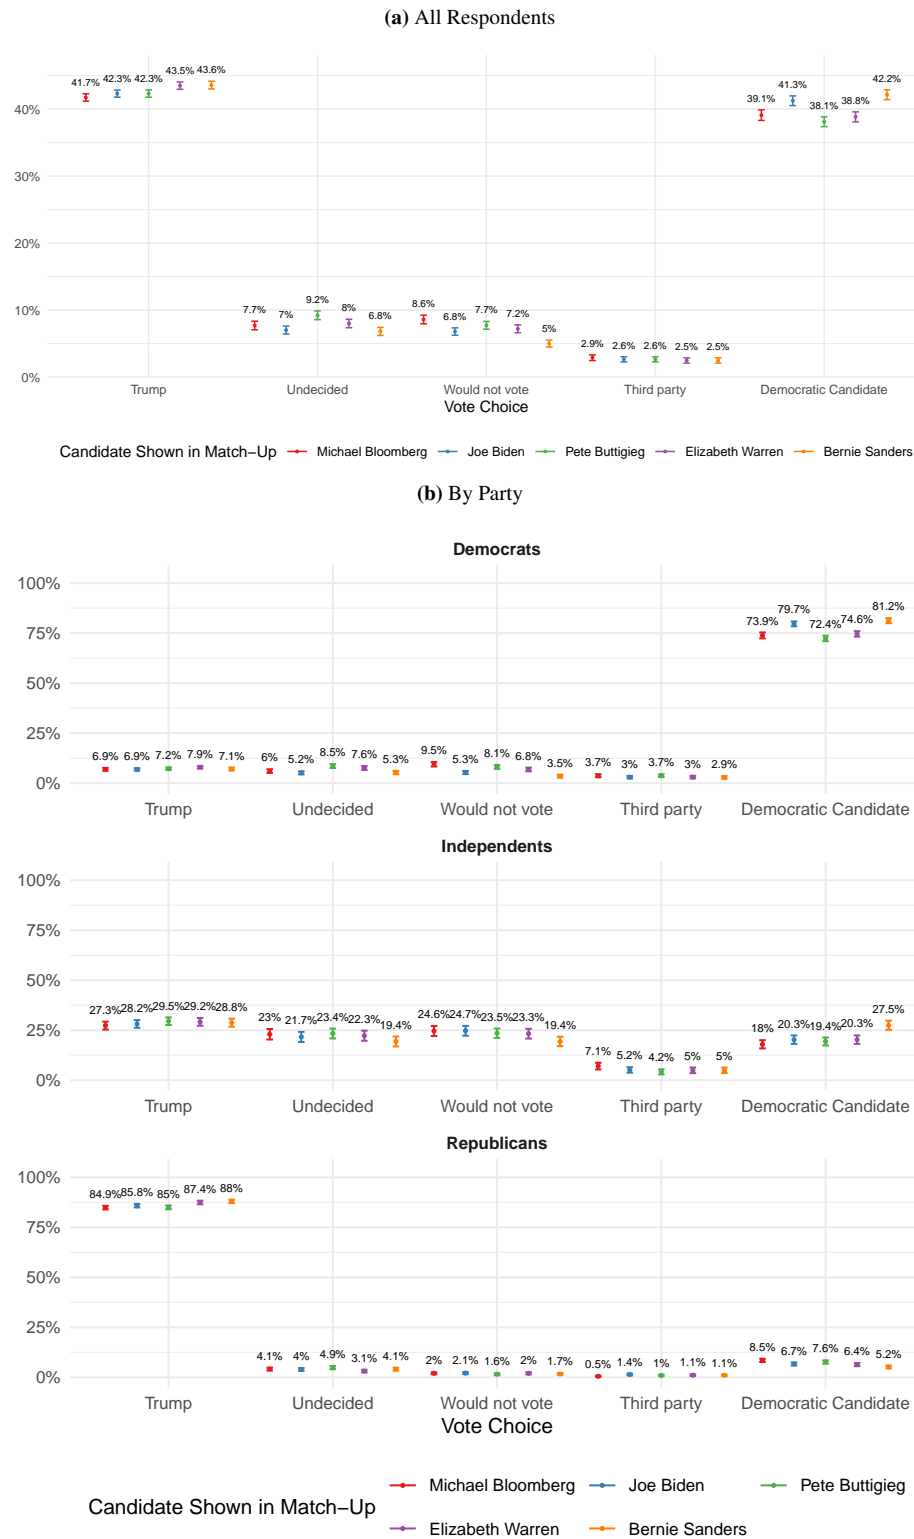 (a) All Respondents
41.7% 42.3% 42.3% 43.5% 43.6% 39.1% 41.3% 38.1% 38.8% 42.2%
40%
30%
20%
10%
7.7% 7% 9.2% 8% 6.8% 8.6% 6.8% 7.7% 7.2% 5% 2.9% 2.6% 2.6% 2.5% 2.5%
0%
Trump Undecided Would not vote Third party Democratic Candidate
Vote Choice
Candidate Shown in Match−Up Michael Bloomberg Joe Biden Pete Buttigieg Elizabeth Warren Bernie Sanders
(b) By Party
Democrats
100%
73.9% 79.7% 72.4% 74.6% 81.2%
75%
50%
25%
6.9% 6.9% 7.2% 7.9% 7.1% 6% 5.2% 8.5% 7.6% 5.3% 9.5% 5.3% 8.1% 6.8% 3.5% 3.7% 3% 3.7% 3% 2.9%
0%
Trump Undecided Would not vote Third party Democratic Candidate
Independents
100%
75%
50%
27.3% 28.2% 29.5% 29.2% 28.8% 23% 21.7% 23.4% 22.3% 19.4% 24.6% 24.7% 23.5% 23.3% 19.4% 7.1% 5.2% 4.2% 5% 5% 18% 20.3% 19.4% 20.3% 27.5%
25%
0%
Trump Undecided Would not vote Third party Democratic Candidate
Republicans
100%
84.9% 85.8% 85% 87.4% 88%
75%
50%
25%
4.1% 4% 4.9% 3.1% 4.1% 2% 2.1% 1.6% 2% 1.7% 0.5% 1.4% 1% 1.1% 1.1% 8.5% 6.7% 7.6% 6.4% 5.2%
0%
Trump Undecided Would not vote Third party Democratic Candidate
Vote Choice
Candidate Shown in Match−Up
Michael Bloomberg Joe Biden Pete Buttigieg
Elizabeth Warren Bernie Sanders